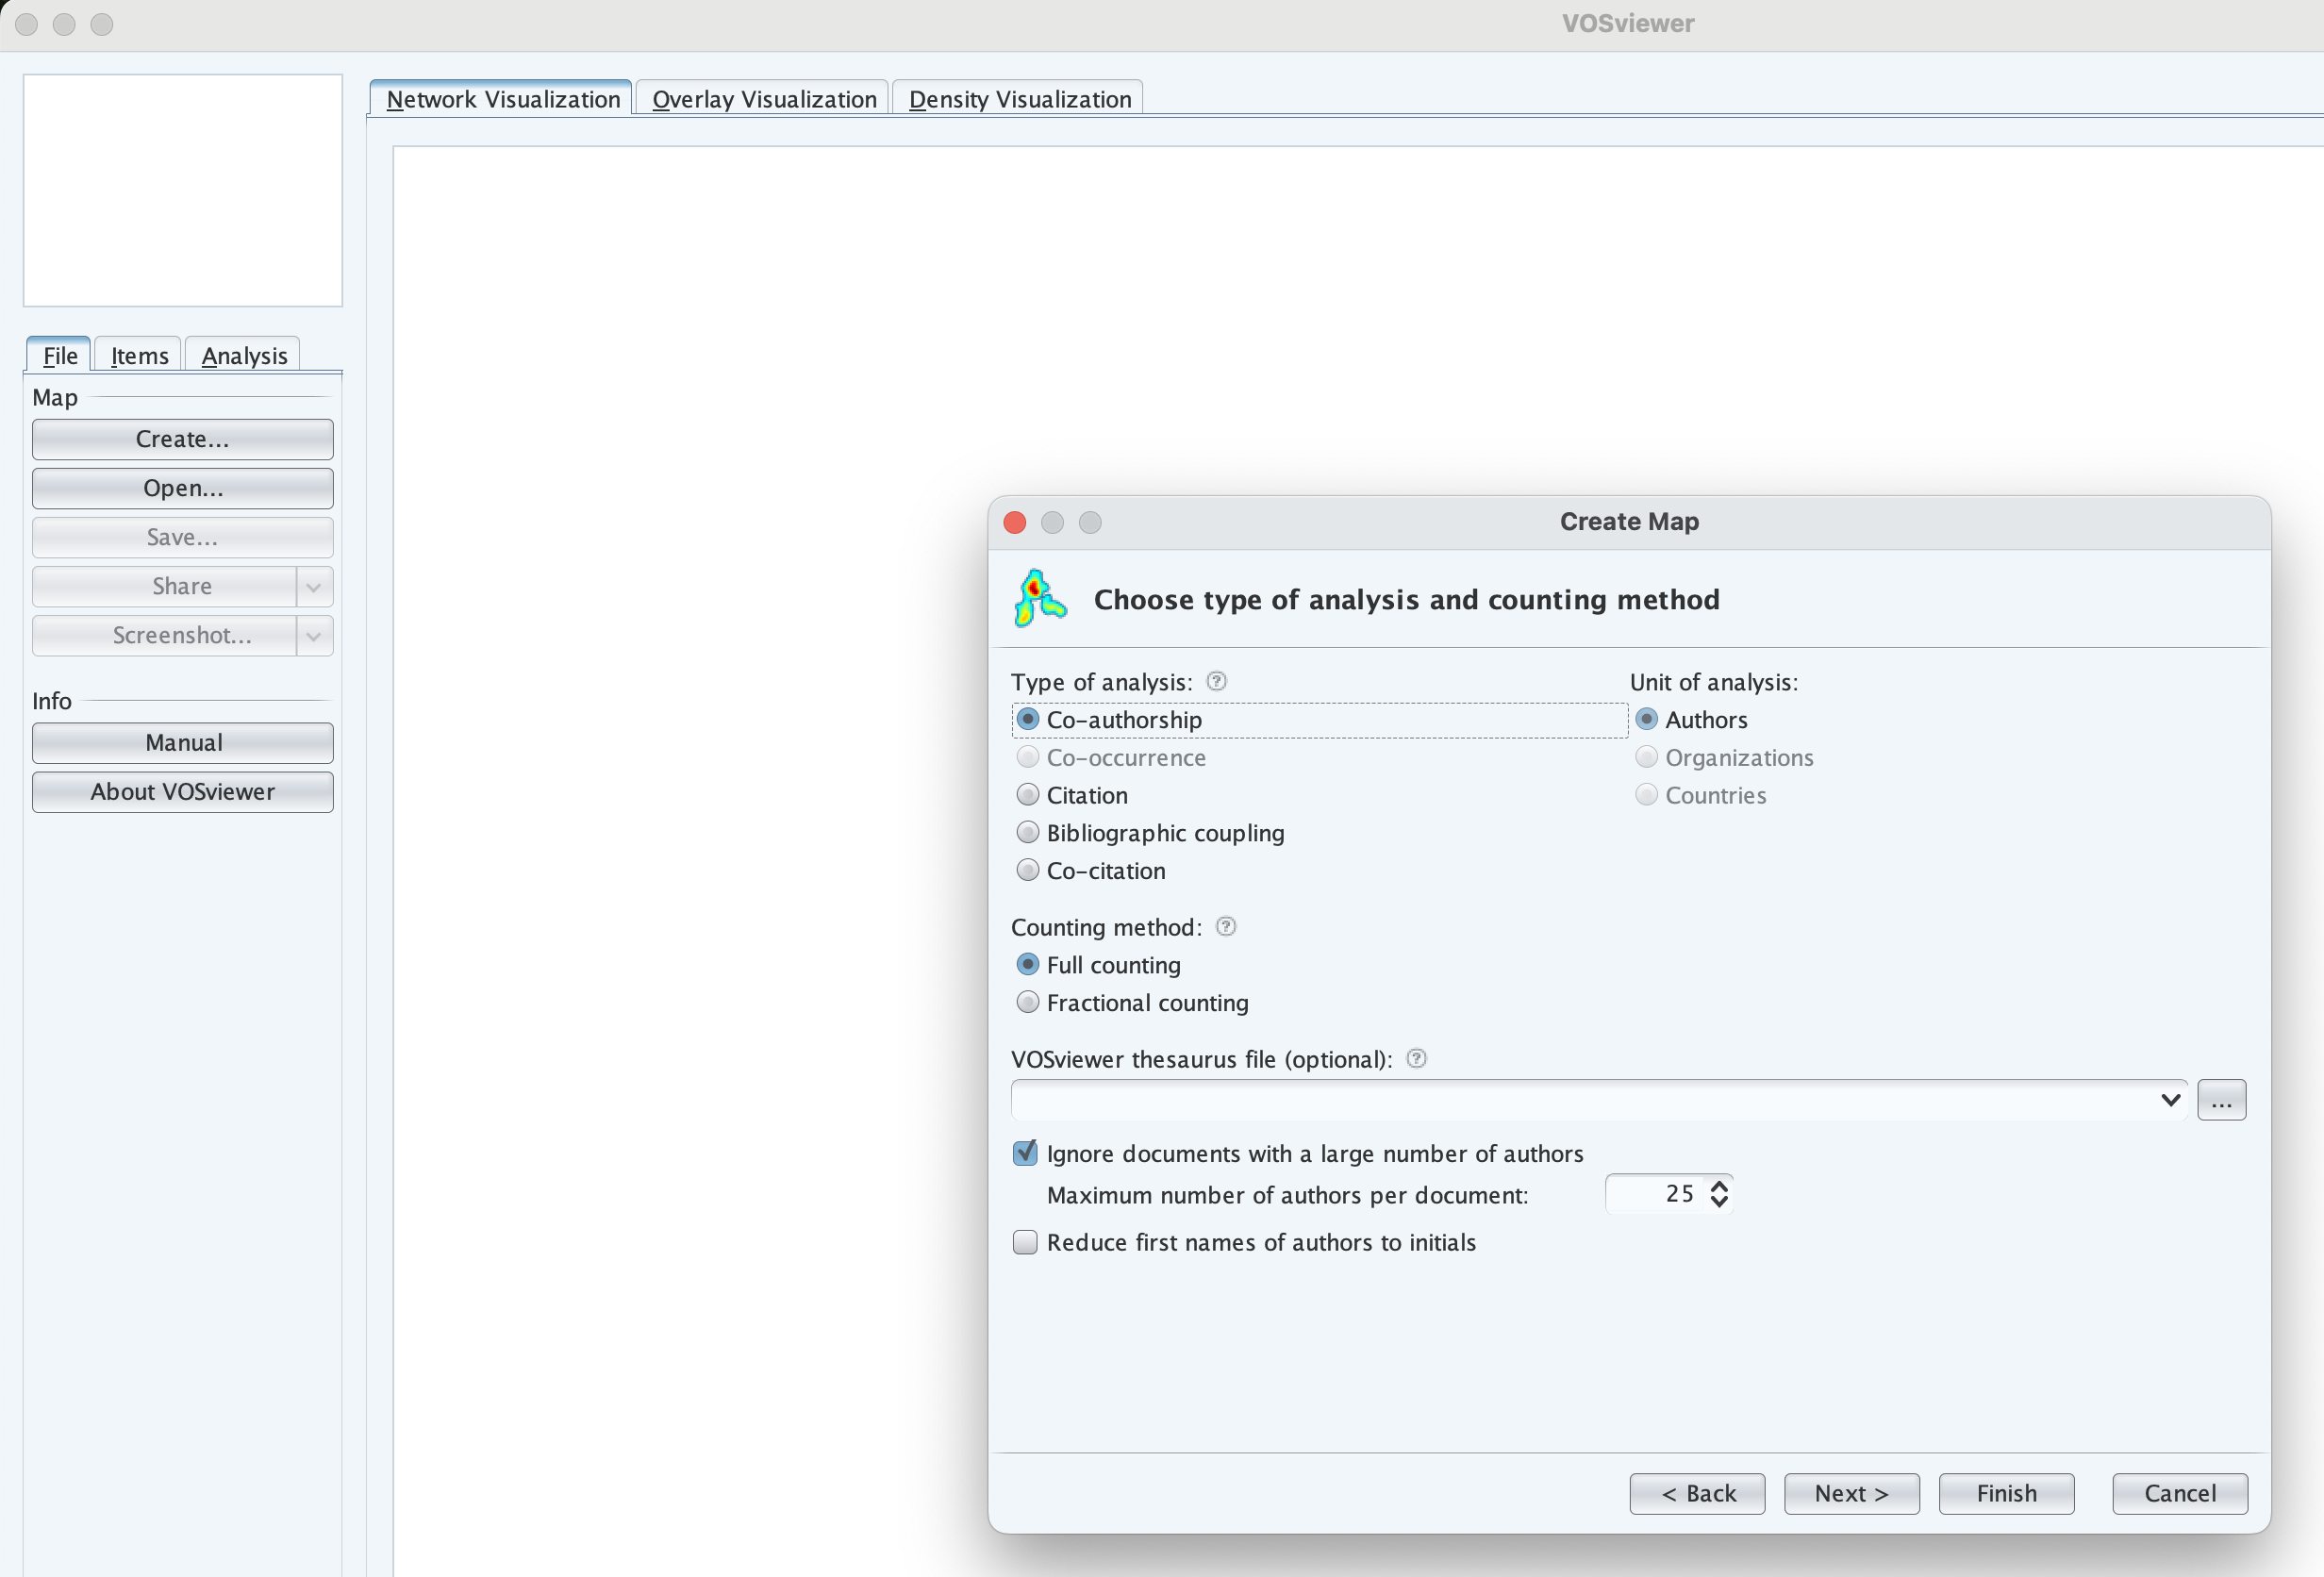 VOSviewer
Network Visualization
Overlay Visualization
Density Visualization
File
Items
Analysis
Map
Create...
Open...
Save...
Share
Screenshot...
Info
Manual
About VOSviewer
Create Map
Choose type of analysis and counting method
Type of analysis: ?
Unit of analysis:
Co-authorship
Authors
Co-occurrence
Organizations
Citation
Countries
Bibliographic coupling
Co-citation
Counting method: ?
Full counting
Fractional counting
VOSviewer thesaurus file (optional): ?
...
Ignore documents with a large number of authors
Maximum number of authors per document: 25
Reduce first names of authors to initials
< Back
Next >
Finish
Cancel